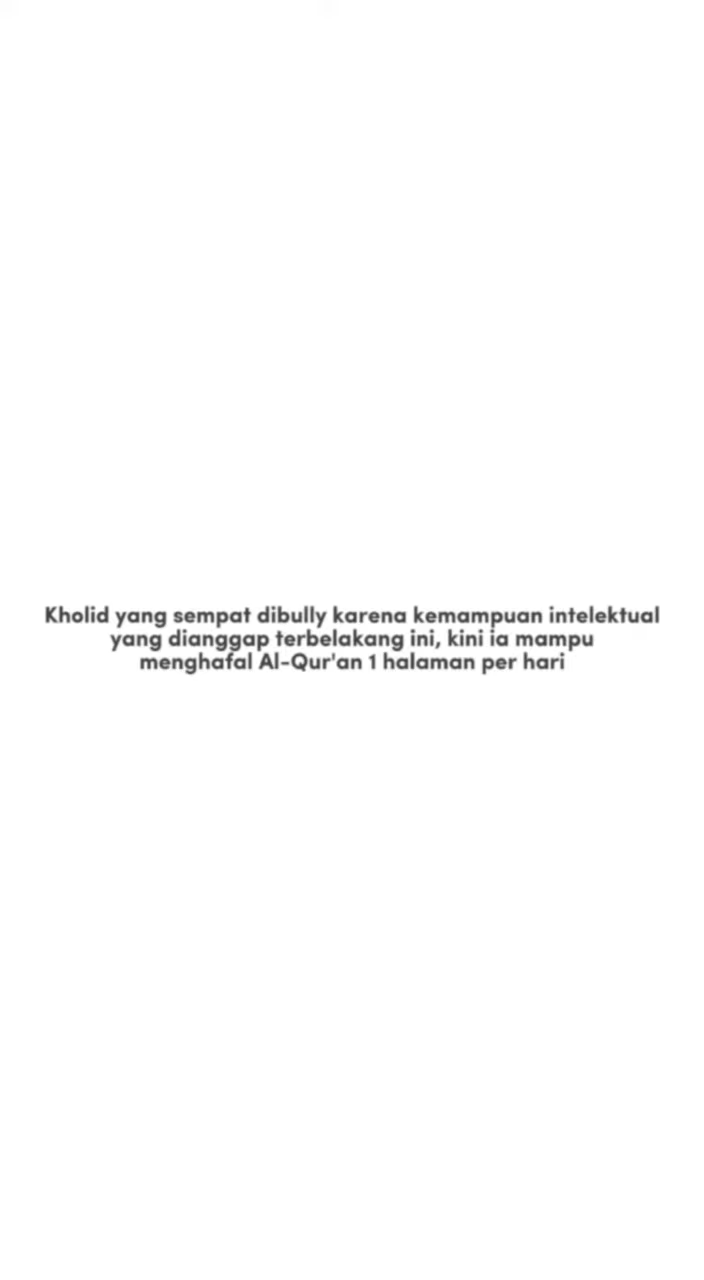 Kholid yang sempat dibully karena kemampuan intelektual
yang dianggap terbelakang ini, kini ia mampu
menghafal Al-Qur'an 1 halaman per hari